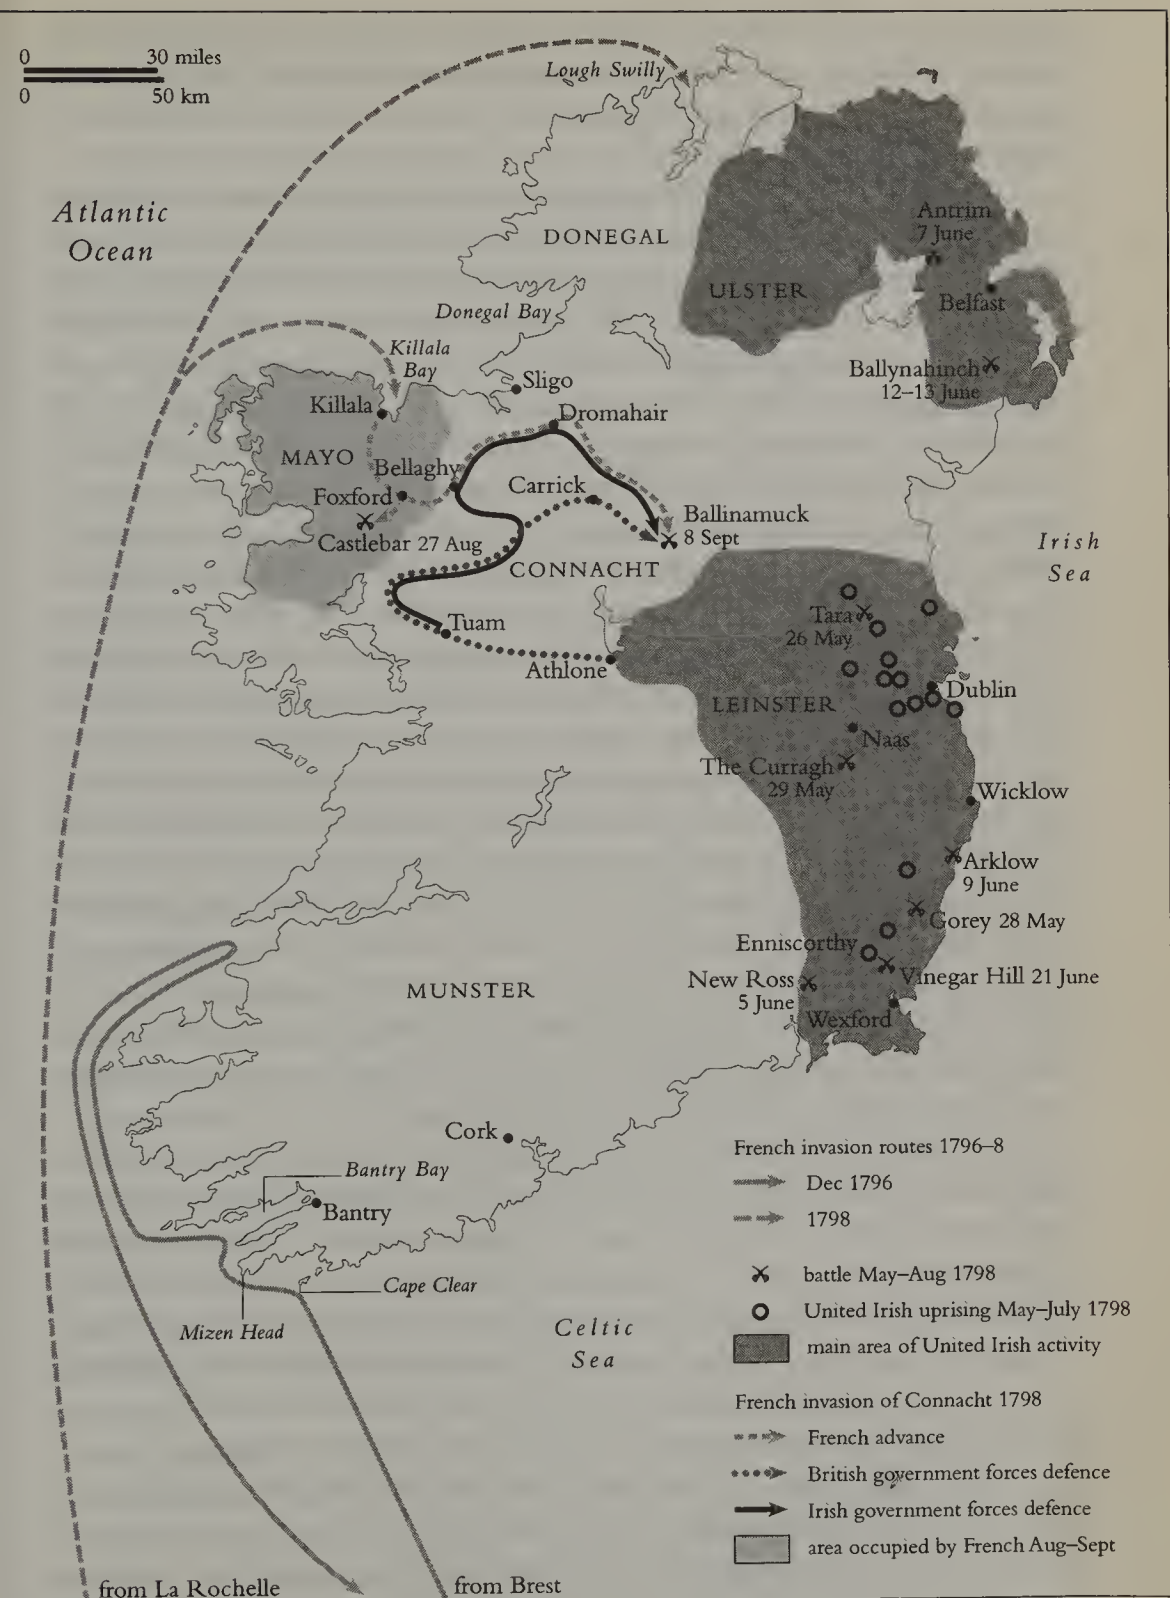 0 30 miles
0 50 km
Lough Swilly
Atlantic
Ocean
DONEGAL
Antrim
7 June
ULSTER
Belfast
Donegal Bay
Killala
Bay
Ballynahinch
12–13 June
Sligo
Killala
Dromahair
MAYO
Bellaghy
Carrick
Foxford
Ballinamuck
8 Sept
Castlebar 27 Aug
Irish
Sea
CONNACHT
Tara
26 May
Tuam
Athlone
Dublin
LEINSTER
Naas
The Curragh
29 May
Wicklow
Arklow
9 June
Gorey 28 May
Enniscorthy
New Ross
5 June
Vinegar Hill 21 June
MUNSTER
Wexford
Cork
Bantry Bay
Bantry
Cape Clear
Mizen Head
Celtic
Sea
French invasion routes 1796–8
Dec 1796
1798
battle May–Aug 1798
United Irish uprising May–July 1798
main area of United Irish activity
French invasion of Connacht 1798
French advance
British government forces defence
Irish government forces defence
area occupied by French Aug–Sept
from La Rochelle
from Brest